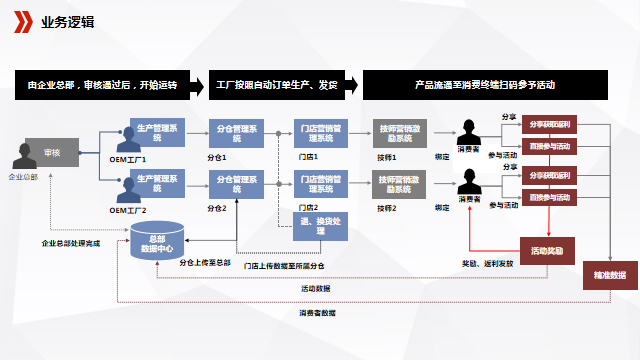 业务逻辑
由企业总部，审核通过后，开始运转
工厂按照自动订单生产、发货
产品流通至消费终端扫码参予活动
分享
生产管理系
统
分仓管理系
统
门店营销管
理系统
技师营销激
励系统
分享获取返利
消费者
审核
OEM工厂1
分仓1
门店1
技师1
绑定
参与活动
直接参与活动
企业总部
分享
生产管理系
统
分仓管理系
统
门店营销管
理系统
技师营销激
励系统
分享获取返利
消费者
直接参与活动
OEM工厂2
分仓2
门店2
技师2
绑定
参与活动
退、换货处
理
总部
数据中心
企业总部处理完成
活动奖励
分仓上传至总部
门店上传数据至所属分仓
奖励、返利发放
精准数据
活动数据
消费者数据